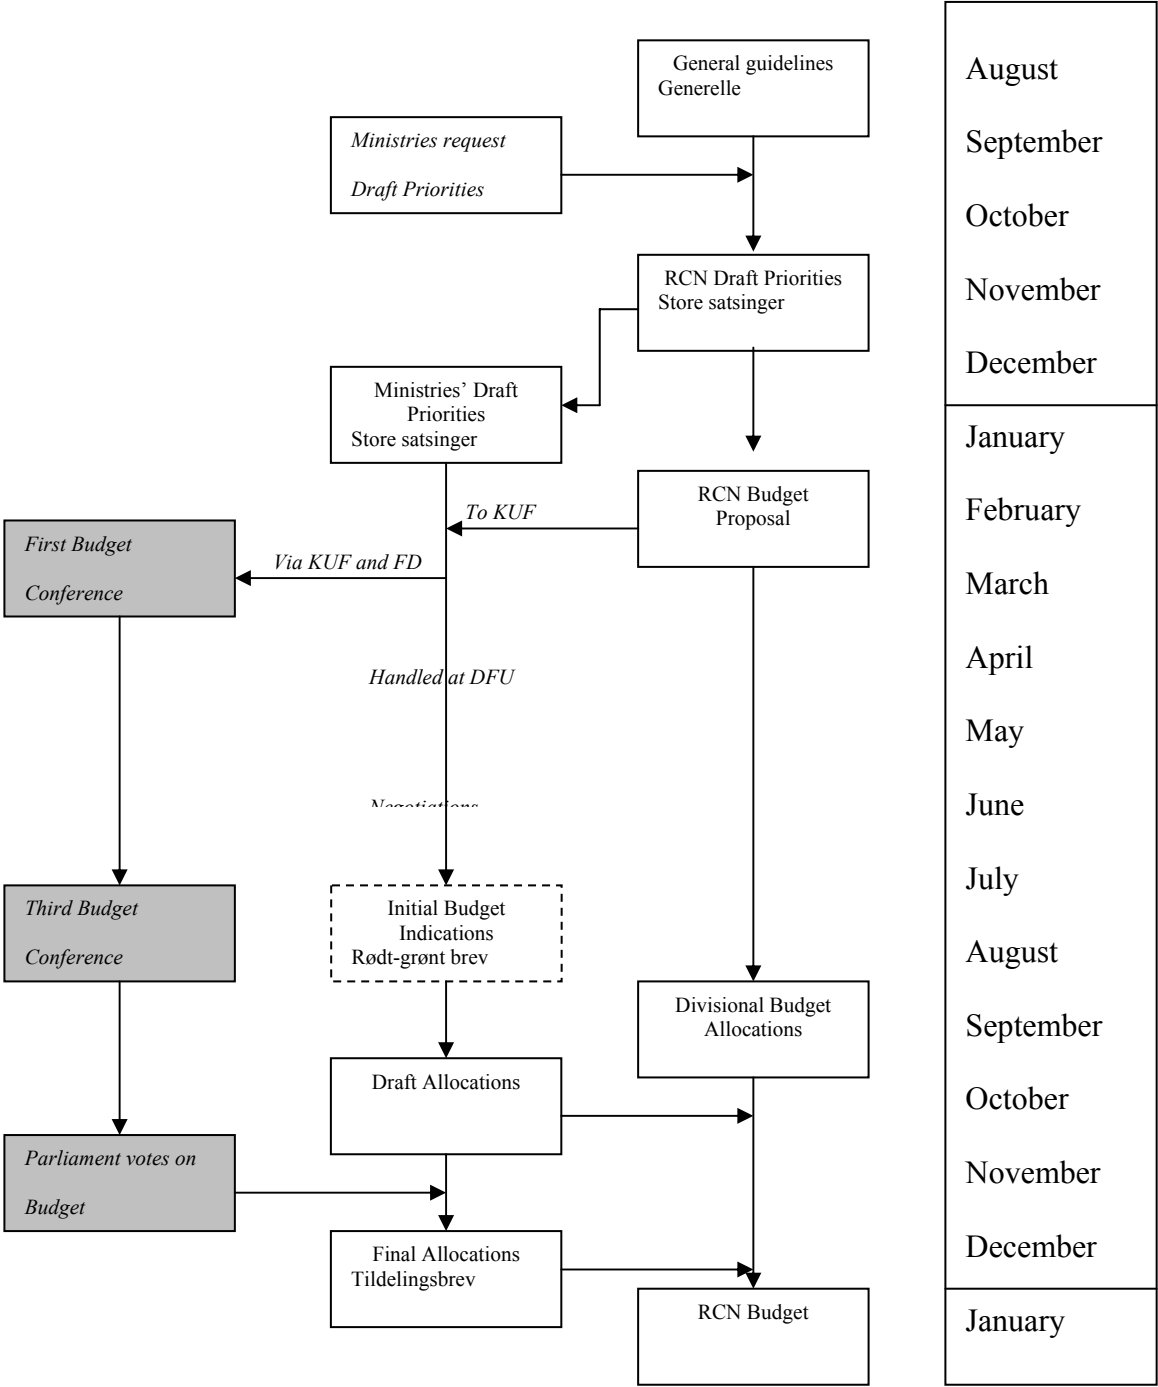 General guidelines
Generelle
Ministries request
Draft Priorities
RCN Draft Priorities
Store satsinger
Ministries’ Draft
Priorities
Store satsinger
RCN Budget
Proposal
To KUF
First Budget
Conference
Via KUF and FD
Handled at DFU
Negotiations
Third Budget
Conference
Initial Budget
Indications
Rødt-grønt brev
Divisional Budget
Allocations
Draft Allocations
Parliament votes on
Budget
Final Allocations
Tildelingsbrev
RCN Budget
August
September
October
November
December
January
February
March
April
May
June
July
August
September
October
November
December
January